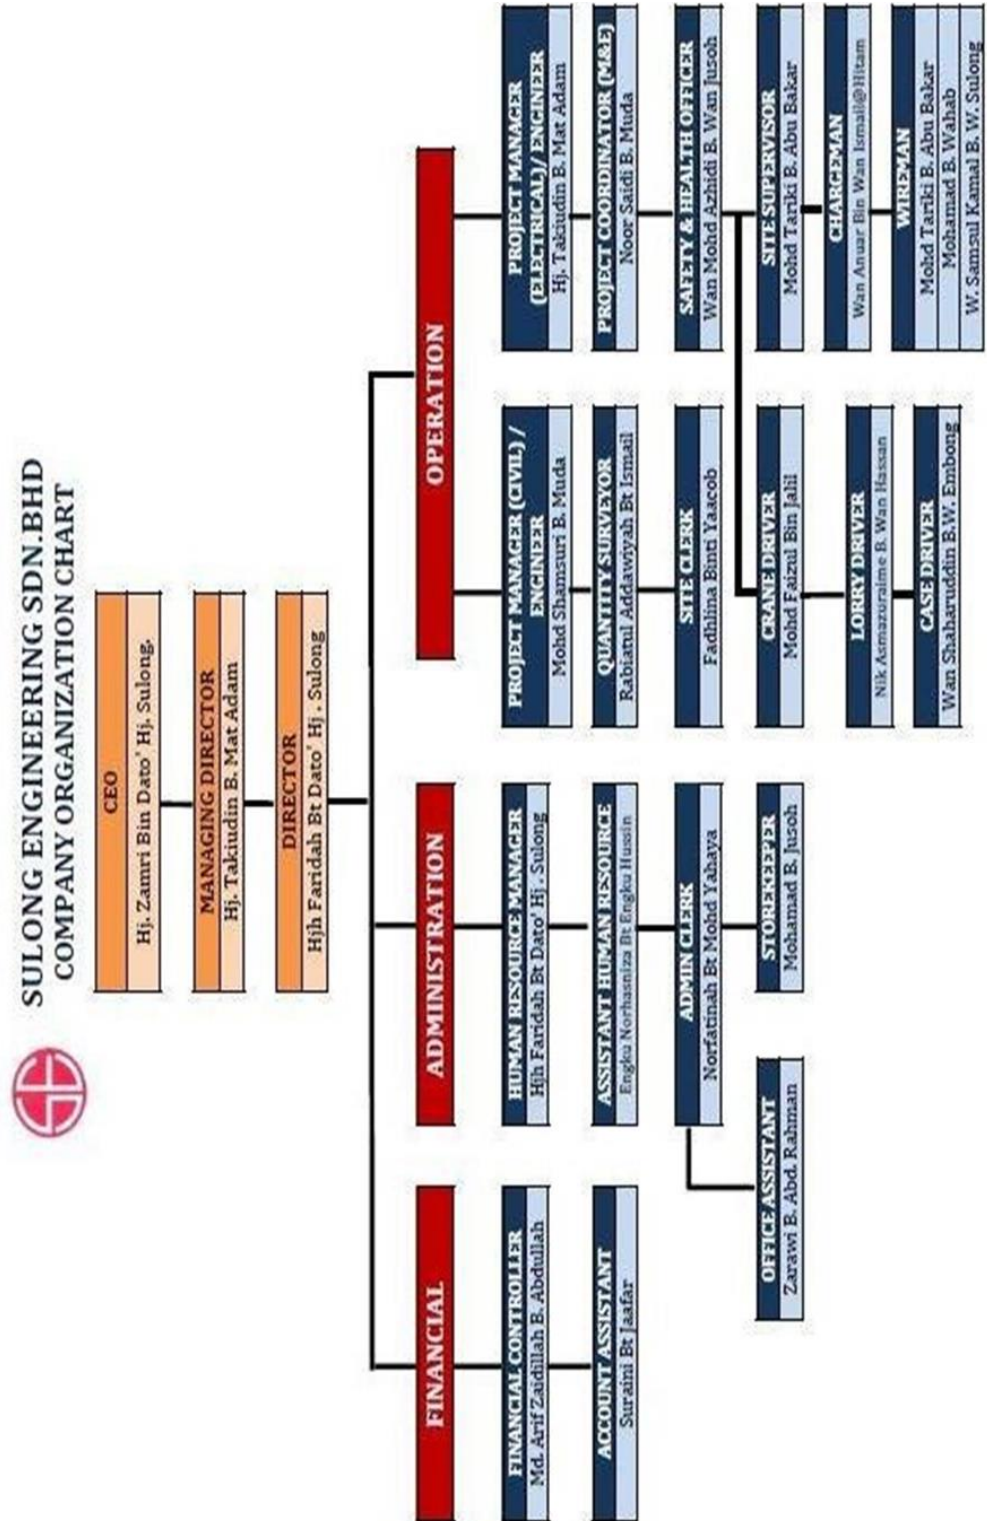 SULONG ENGINEERING SDN.BHD
COMPANY ORGANIZATION CHART
CEO
Hj. Zamri Bin Dato' Hj. Sulong.
MANAGING DIRECTOR
Hj. Takiudin B. Mat Adam
DIRECTOR
Hjh Faridah Bt Dato' Hj . Sulong
FINANCIAL
FINANCIAL CONTROLLER
Md. Arif Zaidillah B. Abdullah
ACCOUNT ASSISTANT
Suraini Bt Jaafar
ADMINISTRATION
HUMAN RESOURCE MANAGER
Hjh Faridah Bt Dato' Hj . Sulong
ASSISTANT HUMAN RESOURCE
Engku Norhasniza Bt Engku Hussin
ADMIN CLERK
Norfatinah Bt Mohd Yahaya
OFFICE ASSISTANT
Zarawi B. Abd. Rahman
STOREKEEPER
Mohamad B. Jusoh
OPERATION
PROJECT MANAGER (CIVIL) /
ENGINEER
Mohd Shamsuri B. Muda
QUANTITY SURVEYOR
Rabiatul Addawiyah Bt Ismail
SITE CLERK
Fadhlina Binti Yaacob
CRANE DRIVER
Mohd Faizul Bin Jalil
LORRY DRIVER
Nik Asmazuraime B. Wan Hassan
CASE DRIVER
Wan Shaharuddin B.W. Embong
PROJECT MANAGER
(ELECTRICAL)/ ENGINEER
Hj. Takiudin B. Mat Adam
PROJECT COORDINATOR (M&E)
Noor Saidi B. Muda
SAFETY & HEALTH OFFICER
Wan Mohd Azhidi B. Wan Jusoh
SITE SUPERVISOR
Mohd Tariki B. Abu Bakar
CHARGEMAN
Wan Anuar Bin Wan Ismail@Hitam
WIREMAN
Mohd Tariki B. Abu Bakar
Mohamad B. Wahab
W. Samsul Kamal B. W. Sulong